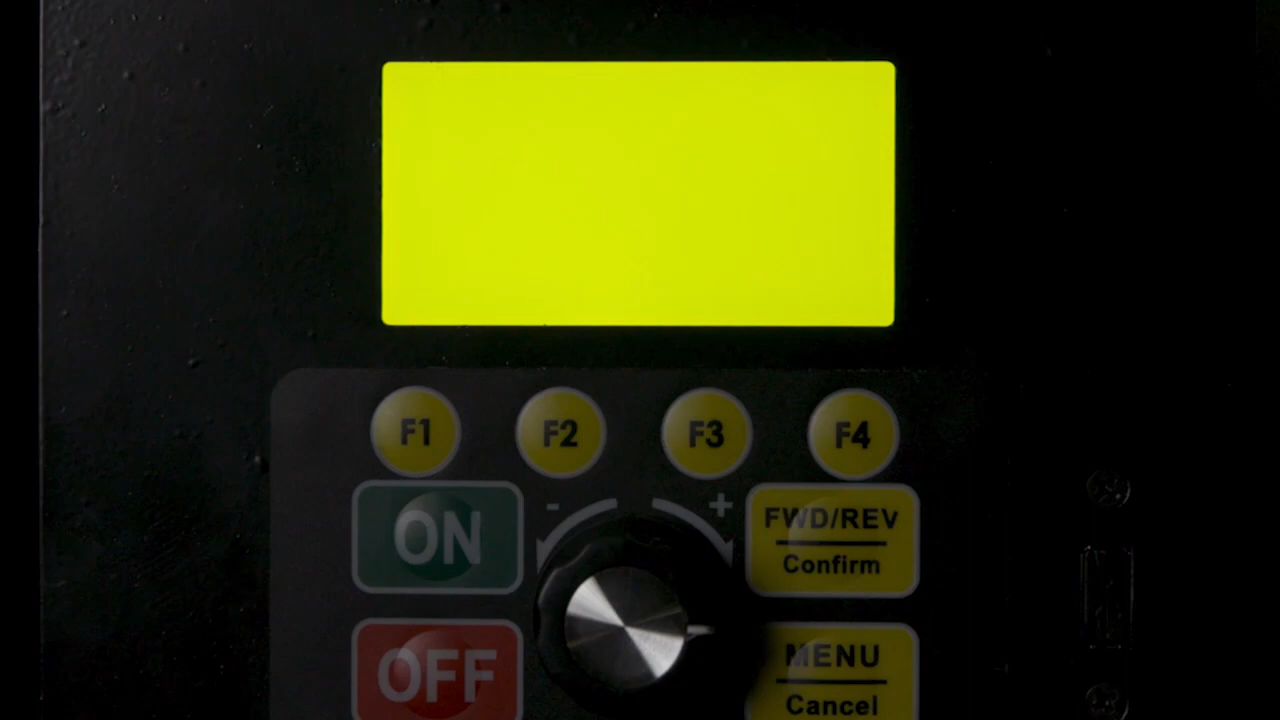 F1 F2 F3 F4
ON
- +
FWD/REV
Confirm
OFF
MENU
Cancel